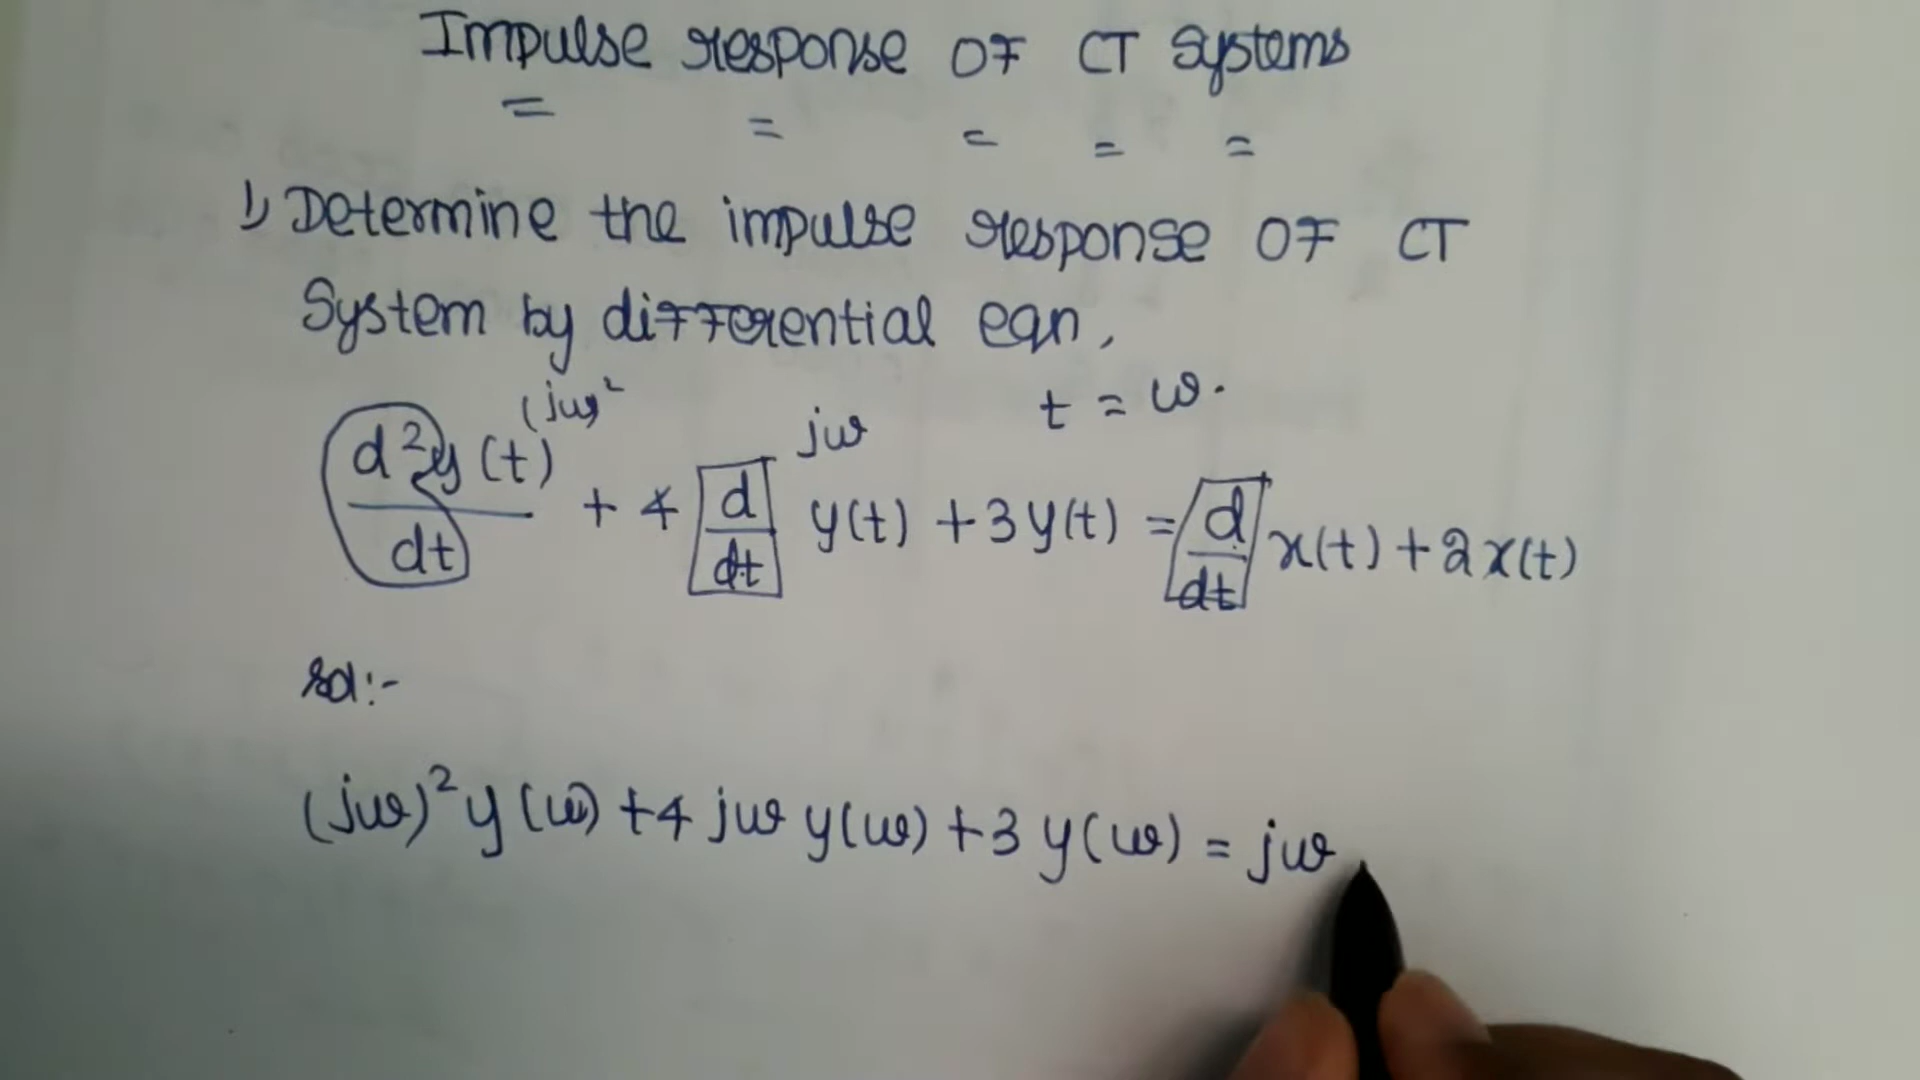 Impulse response OF CT Systems
1) Determine the impulse response OF CT
System by differential eqn,
(jω)² jω t = ω.
d²y(t)/dt + 4 d/dt y(t) + 3y(t) = d/dt x(t) + 2x(t)
sol:-
(jω)² y(ω) + 4 jω y(ω) + 3 y(ω) = jω